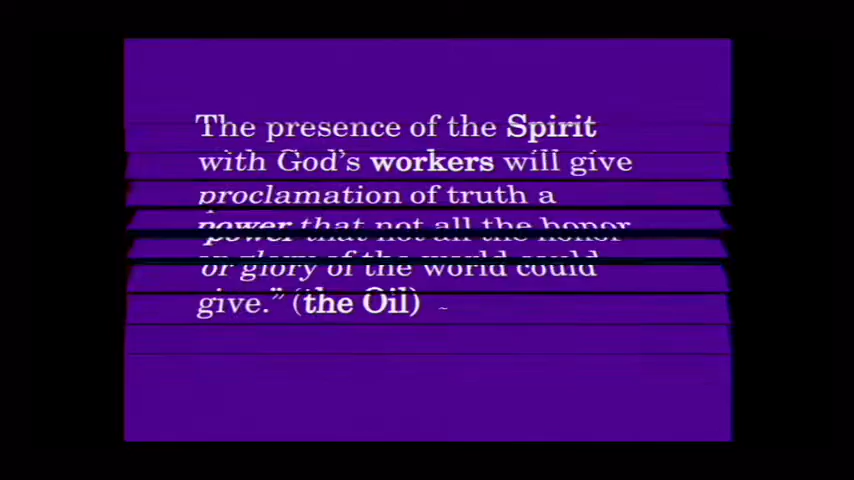 The presence of the Spirit
with God's workers will give
proclamation of truth a
power that not all the honor
or glory of the world could
give." (the Oil) ~